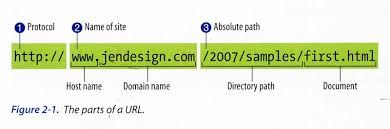 1 Protocol 2 Name of site 3 Absolute path
http:// www.jendesign.com /2007/samples/first.html
Host name Domain name Directory path Document
Figure 2-1. The parts of a URL.